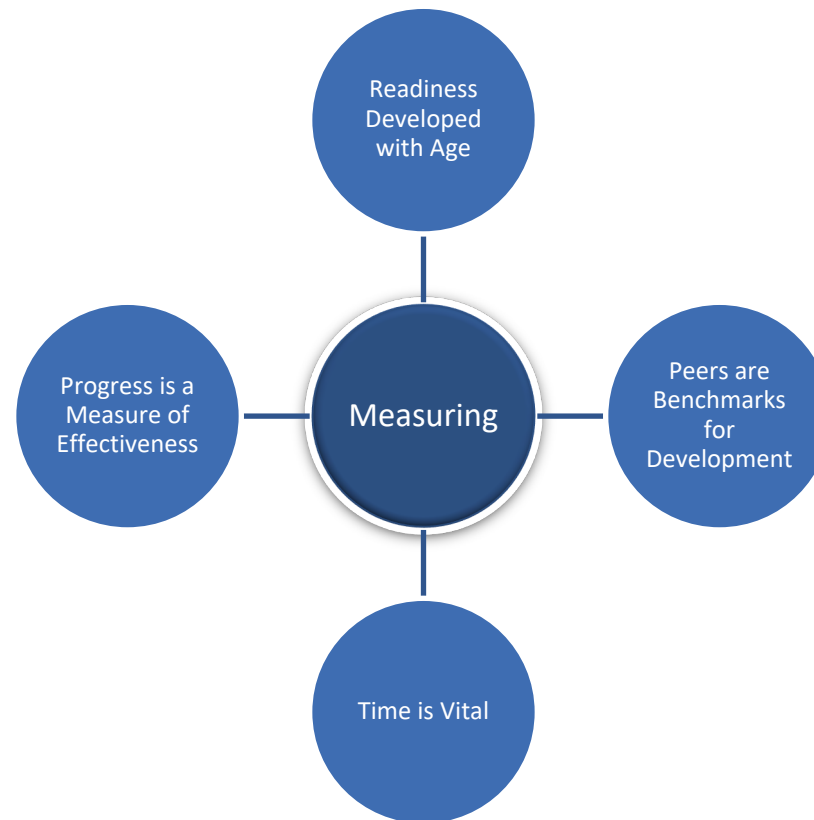 Readiness
Developed
with Age
Progress is a
Measure of
Effectiveness
Measuring
Peers are
Benchmarks
for
Development
Time is Vital